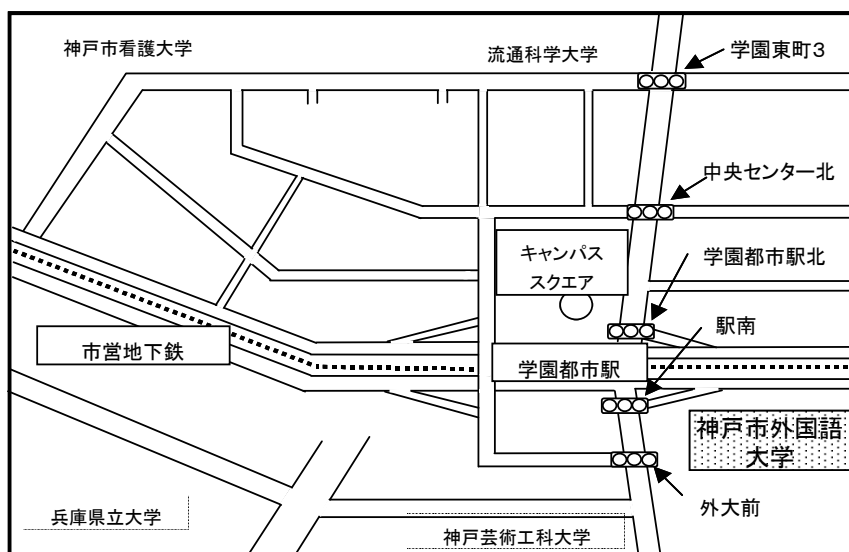 神戸市看護大学
流通科学大学
学園東町3
中央センター北
キャンパス
スクエア
学園都市駅北
駅南
市営地下鉄
学園都市駅
神戸市外国語
大学
外大前
兵庫県立大学
神戸芸術工科大学